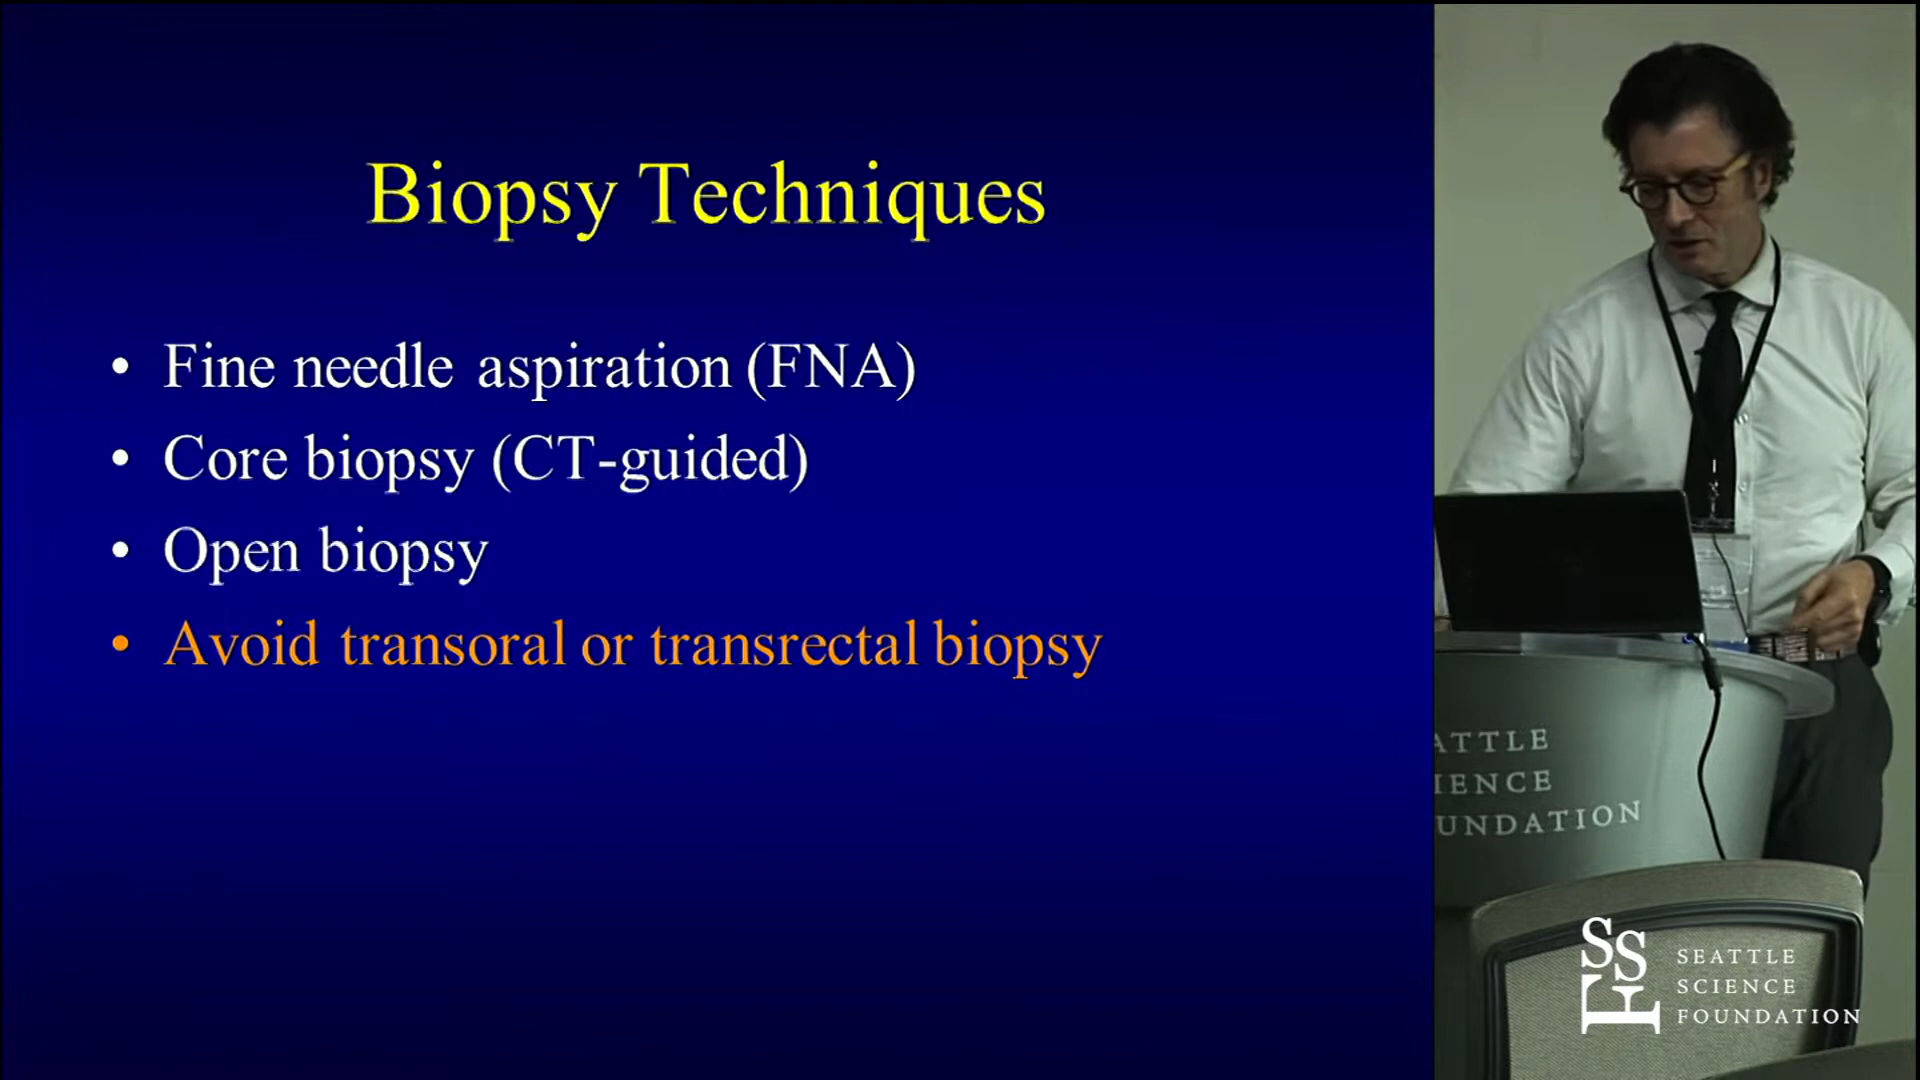 Biopsy Techniques
• Fine needle aspiration (FNA)
• Core biopsy (CT-guided)
• Open biopsy
• Avoid transoral or transrectal biopsy
ATTLE
IENCE
UNDATION
SSF
SEATTLE
SCIENCE
FOUNDATION